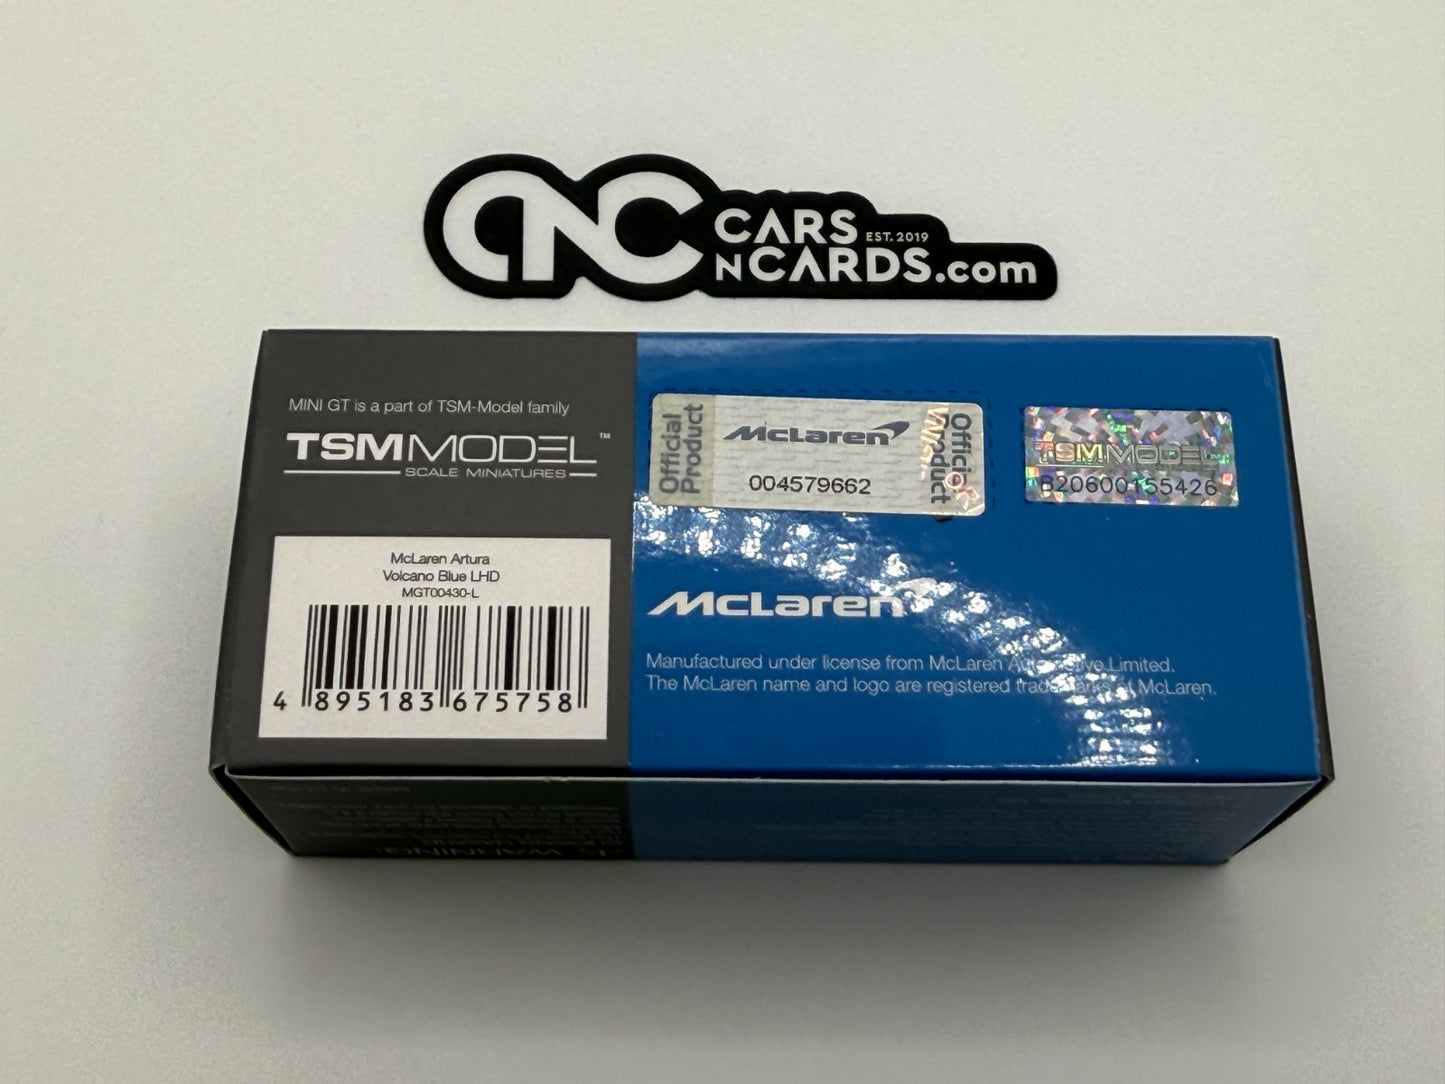 CNC CARS EST. 2019
NCARDS.com
MINI GT is a part of TSM-Model family
TSMMODEL™
SCALE MINIATURES
McLaren Artura
Volcano Blue LHD
MGT00430-L
4 895183 675758
Official Product
McLaren
004579662
Official Product
TSMMODEL
B20600155426
McLaren
Manufactured under license from McLaren Automotive Limited.
The McLaren name and logo are registered trademarks of McLaren.
WARNING